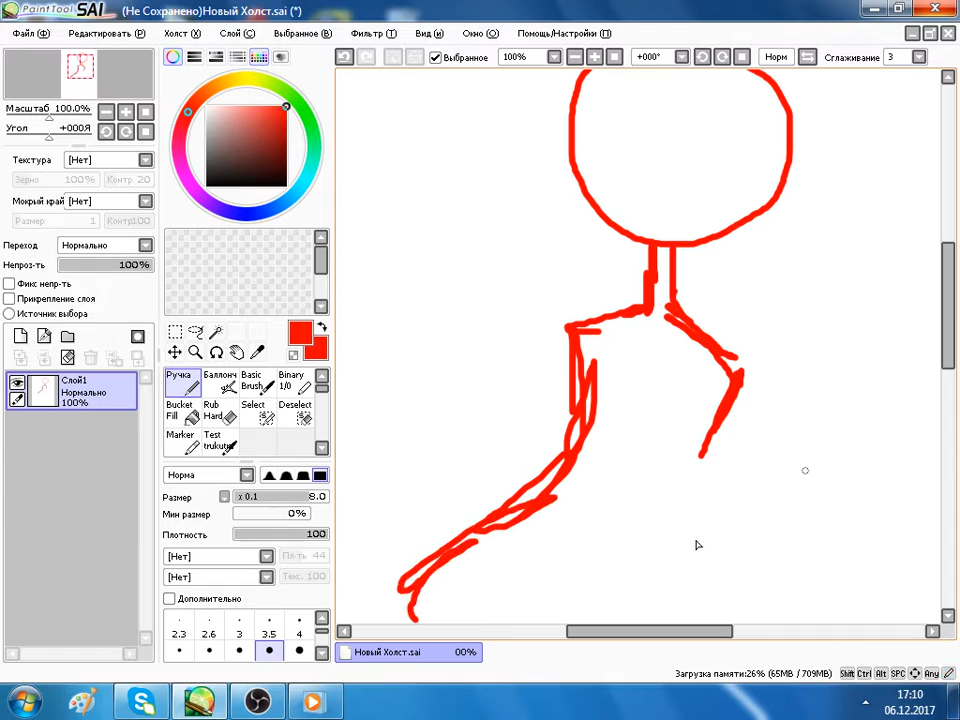 PaintTool SAI (Не Сохранено)Новый Холст.sai (*)
Файл (Ф) Редактировать (Р) Холст (Х) Слой (С) Выбранное (В) Фильтр (Т) Вид (и) Окно (О) Помощь/Настройки (П)
Выбранное 100% +000° Норм Сглаживание 3
Масштаб 100.0%
Угол +000Я
Текстура [Нет]
Зерно 100% Контр 20
Мокрый край [Нет]
Размер 1 Контр100
Переход Нормально
Непроз-ть 100%
Фикс непр-ть
Прикрепление слоя
Источник выбора
Слой1
Нормально
100%
Ручка Баллонч Basic Brush Binary 1/0
Bucket Fill Rub Hard Select Deselect
Marker Test trukutu
Норма
Размер x 0.1 8.0
Мин размер 0%
Плотность 100
[Нет] Пл-ть 44
[Нет] Текс. 100
Дополнительно
2.3 2.6 3 3.5 4
Новый Холст.sai 00%
Загрузка памяти:26% (65MB / 709MB) Shift Ctrl Alt SPC Any
17:10
06.12.2017